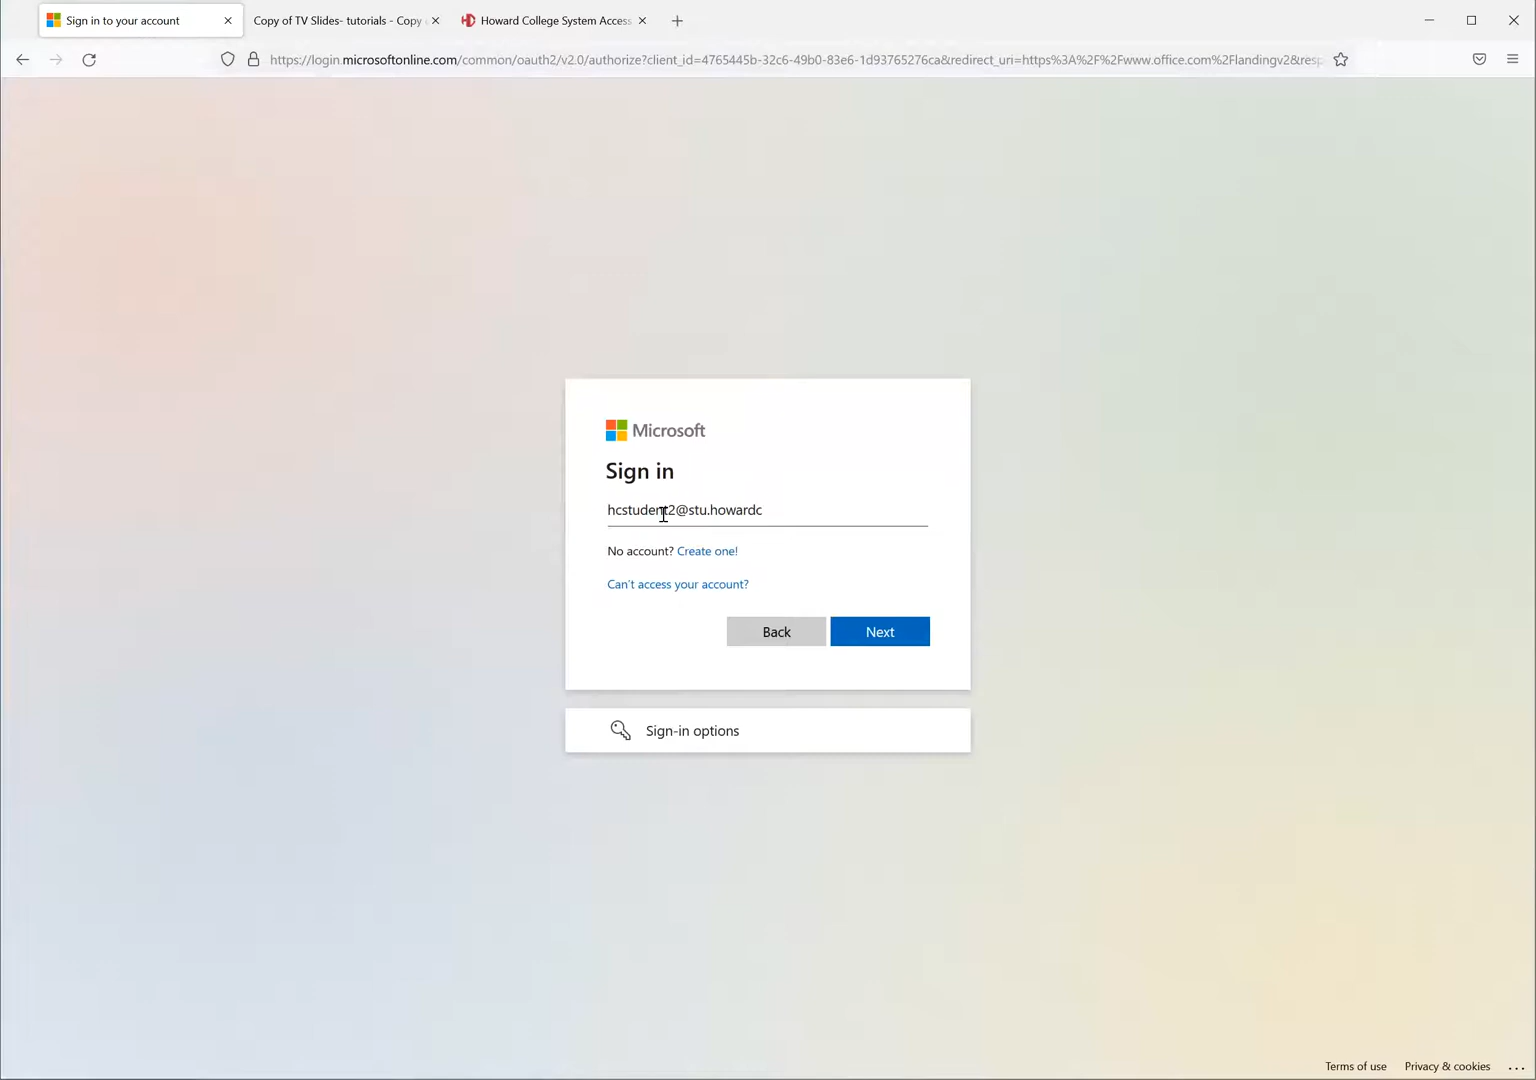 Sign in to your account
Copy of TV Slides- tutorials - Copy
Howard College System Access
https://login.microsoftonline.com/common/oauth2/v2.0/authorize?client_id=4765445b-32c6-49b0-83e6-1d93765276ca&redirect_uri=https%3A%2F%2Fwww.office.com%2Flandingv2&resp
Microsoft
Sign in
hcstudent2@stu.howardc
No account? Create one!
Can't access your account?
Back
Next
Sign-in options
Terms of use
Privacy & cookies
...